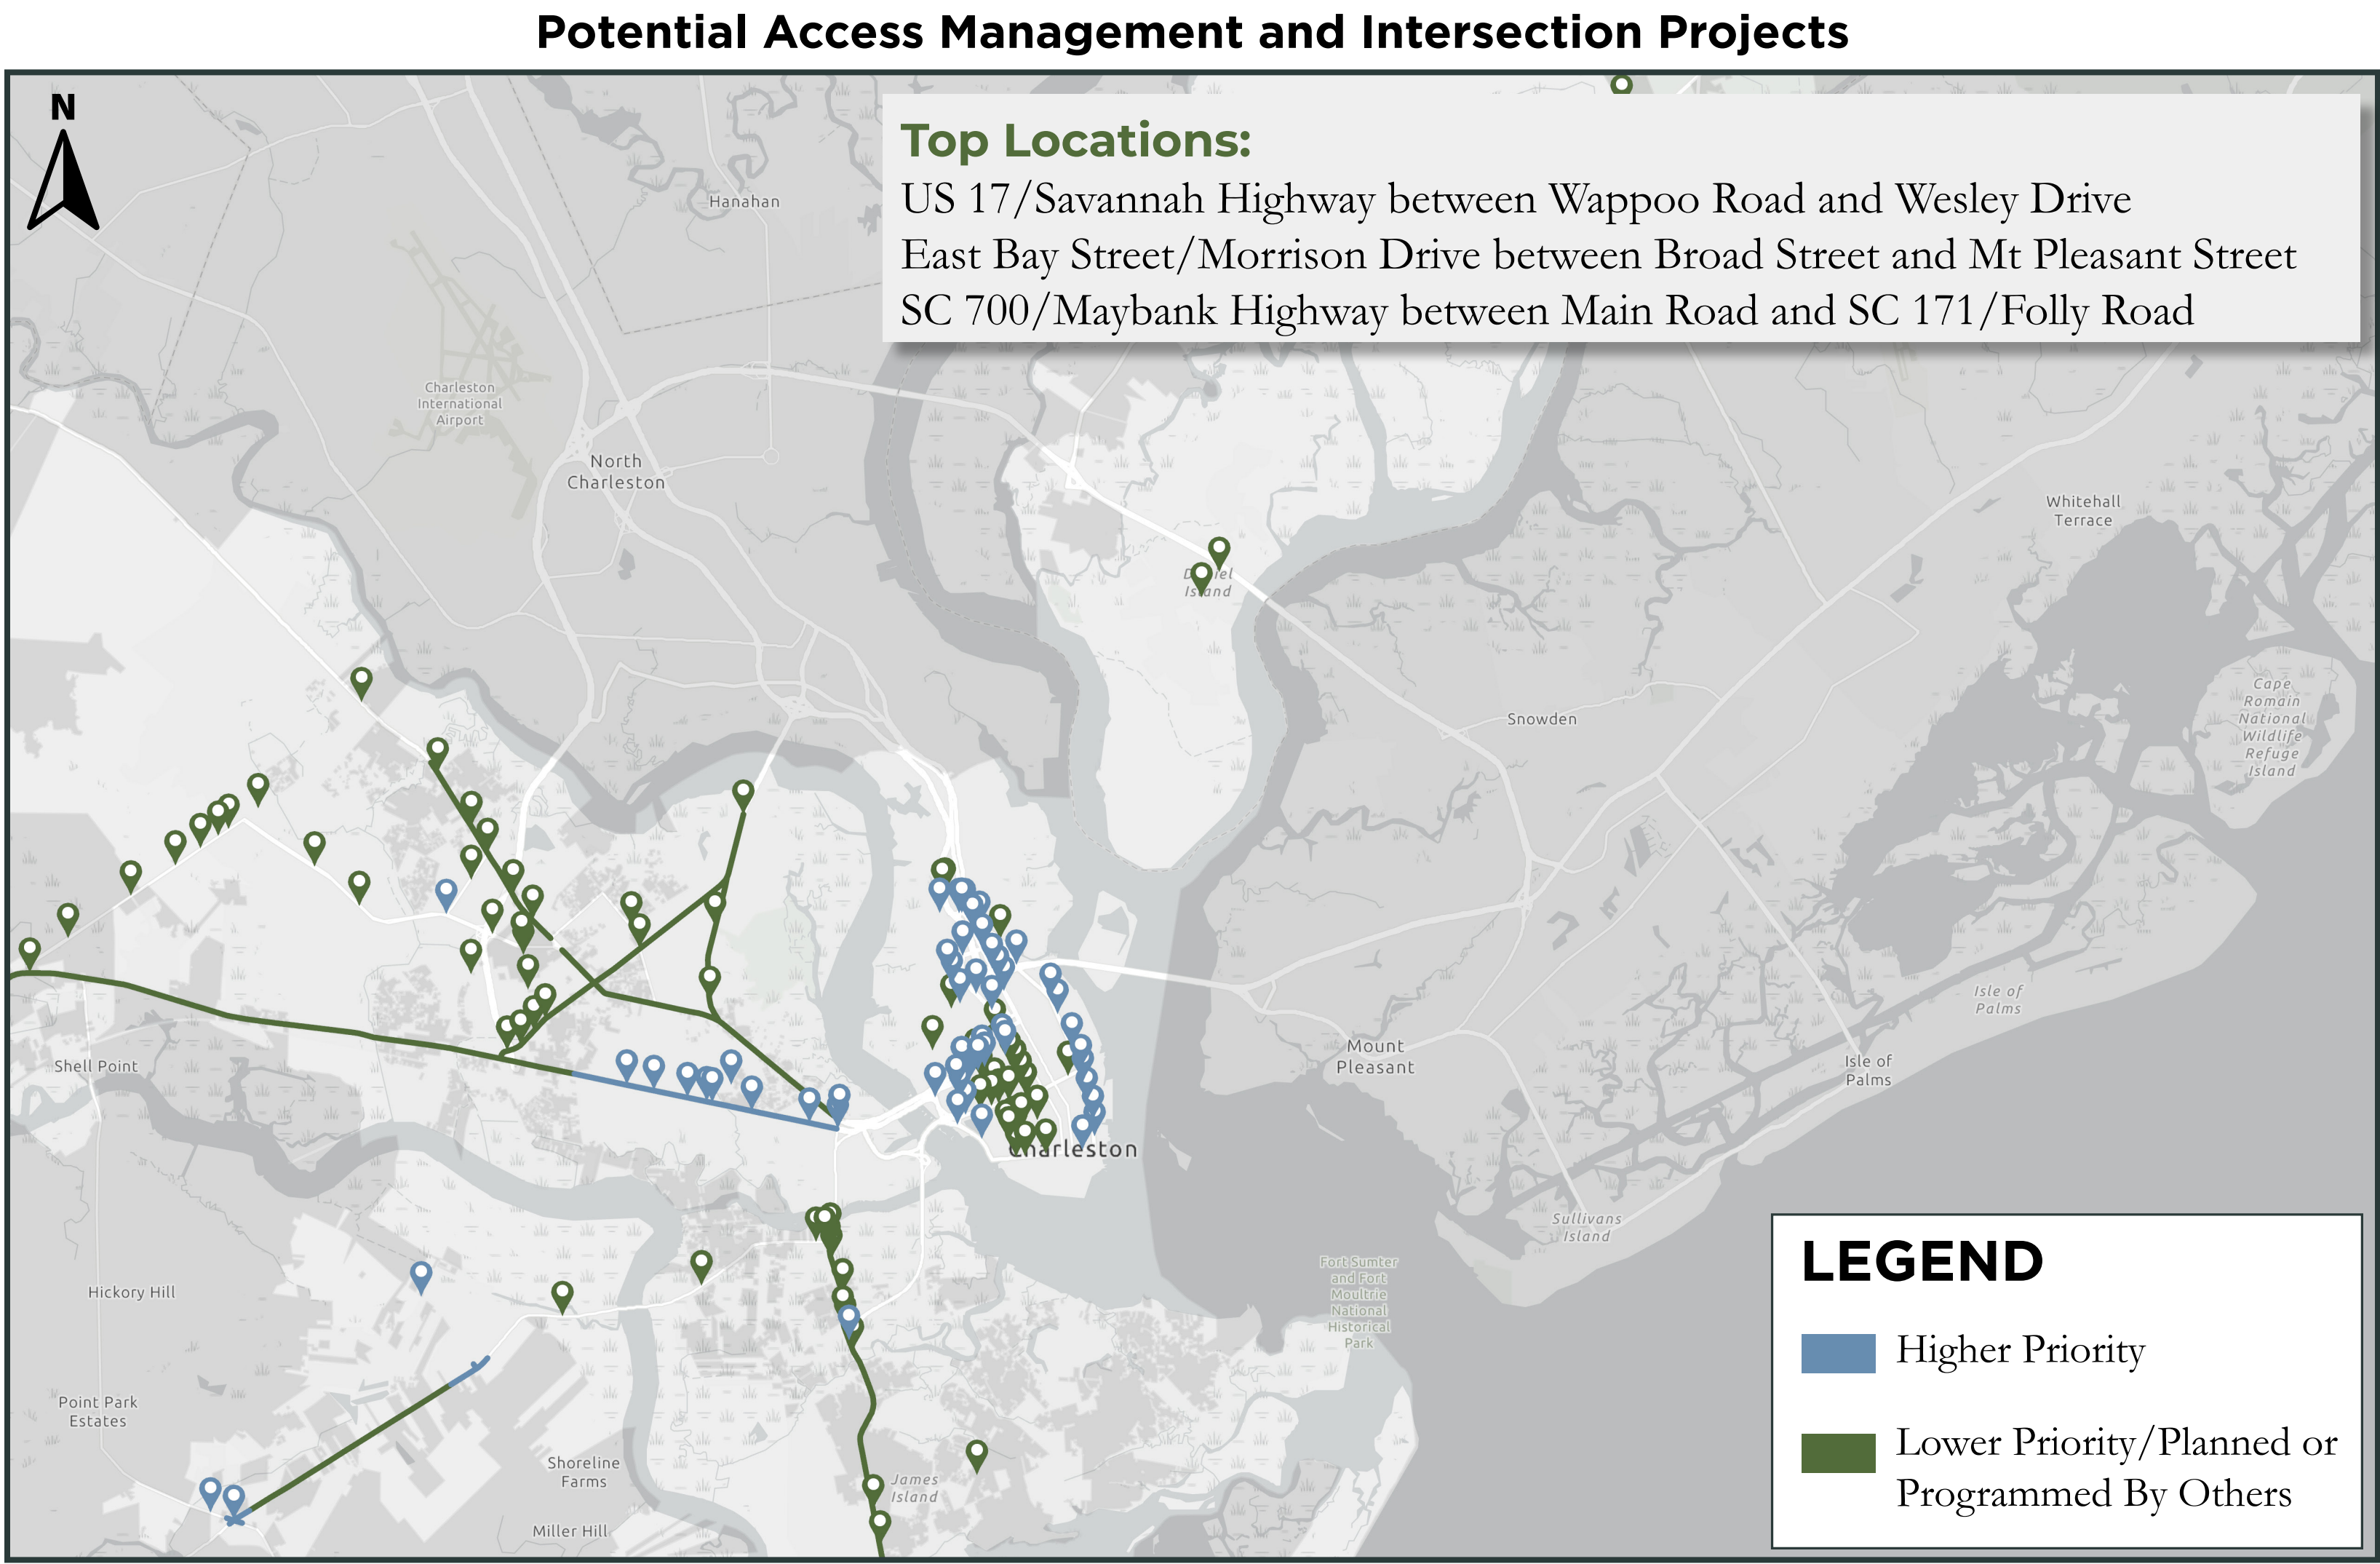 Potential Access Management and Intersection Projects
N
Top Locations:
US 17/Savannah Highway between Wappoo Road and Wesley Drive
East Bay Street/Morrison Drive between Broad Street and Mt Pleasant Street
SC 700/Maybank Highway between Main Road and SC 171/Folly Road
Hanahan
Charleston
International
Airport
North
Charleston
Whitehall
Terrace
Island
Cape
Romain
National
Wildlife
Refuge
Island
Snowden
Isle of
Palms
Shell Point
Mount
Pleasant
Isle of
Palms
Charleston
Sullivans
Island
Hickory Hill
Fort Sumter
and Fort
Moultrie
National
Historical
Park
Point Park
Estates
Shoreline
Farms
James
Island
Miller Hill
LEGEND
Higher Priority
Lower Priority/Planned or
Programmed By Others